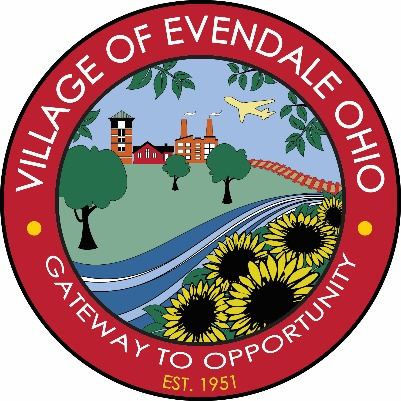 VILLAGE OF EVENDALE OHIO
GATEWAY TO OPPORTUNITY
EST. 1951